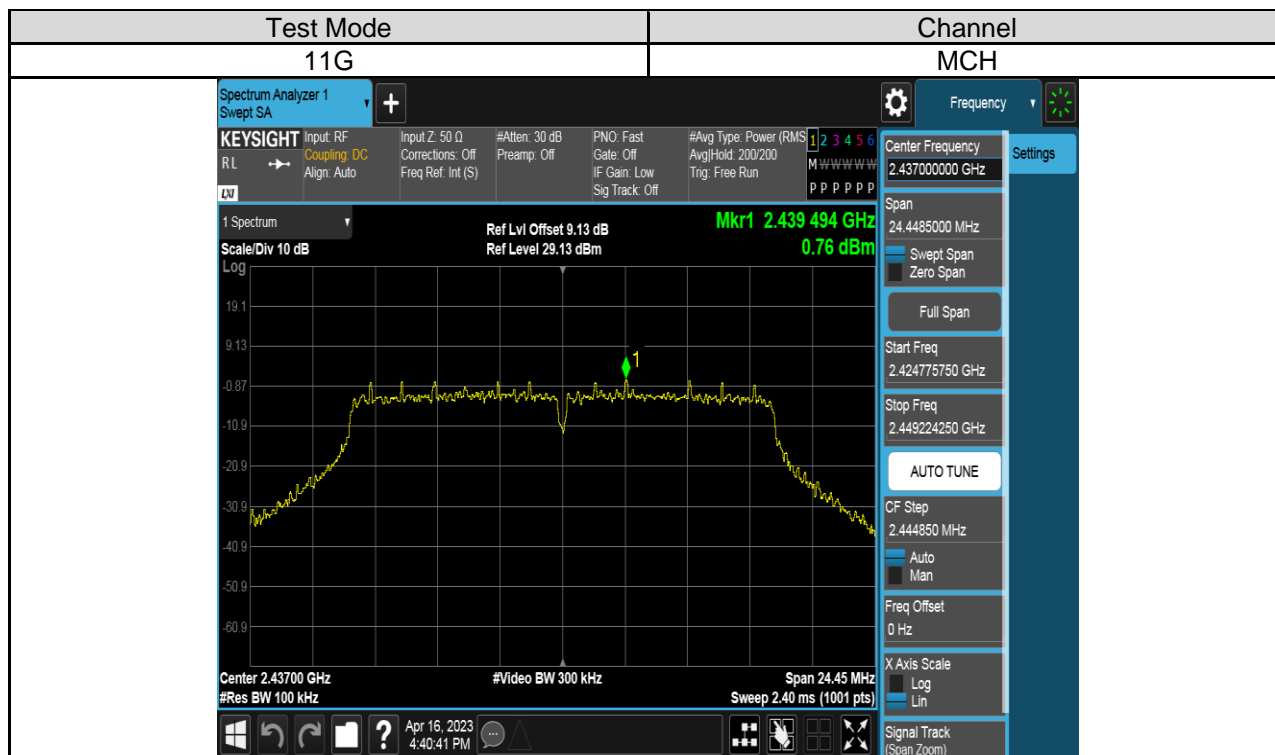 Test Mode Channel
11G MCH
Spectrum Analyzer 1
Swept SA
+
Frequency
KEYSIGHT Input: RF Input Z: 50 Ω #Atten: 30 dB PNO: Fast #Avg Type: Power (RMS 1 2 3 4 5 6
RL Coupling: DC Corrections: Off Preamp: Off Gate: Off Avg|Hold: 200/200 M W W W W W
Align: Auto Freq Ref: Int (S) IF Gain: Low Trig: Free Run
LXI Sig Track: Off P P P P P P
Center Frequency
2.437000000 GHz
Settings
1 Spectrum
Scale/Div 10 dB
Ref Lvl Offset 9.13 dB
Ref Level 29.13 dBm
Mkr1 2.439 494 GHz
0.76 dBm
Log
19.1
9.13
-0.87
-10.9
-20.9
-30.9
-40.9
-50.9
-60.9
1
Center 2.43700 GHz #Video BW 300 kHz Span 24.45 MHz
#Res BW 100 kHz Sweep 2.40 ms (1001 pts)
Span
24.4485000 MHz
Swept Span
Zero Span
Full Span
Start Freq
2.424775750 GHz
Stop Freq
2.449224250 GHz
AUTO TUNE
CF Step
2.444850 MHz
Auto
Man
Freq Offset
0 Hz
X Axis Scale
Log
Lin
Signal Track
(Span Zoom)
? Apr 16, 2023
4:40:41 PM